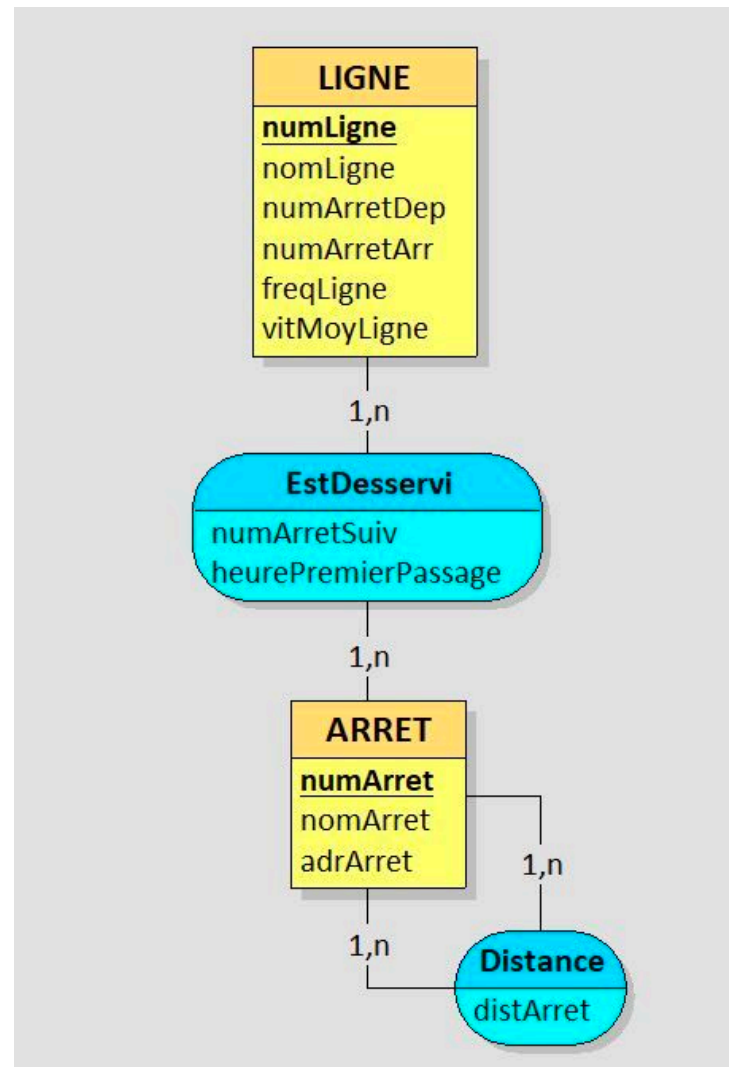 LIGNE
numLigne
nomLigne
numArretDep
numArretArr
freqLigne
vitMoyLigne
1,n
EstDesservi
numArretSuiv
heurePremierPassage
1,n
ARRET
numArret
nomArret
adrArret
1,n
1,n
Distance
distArret